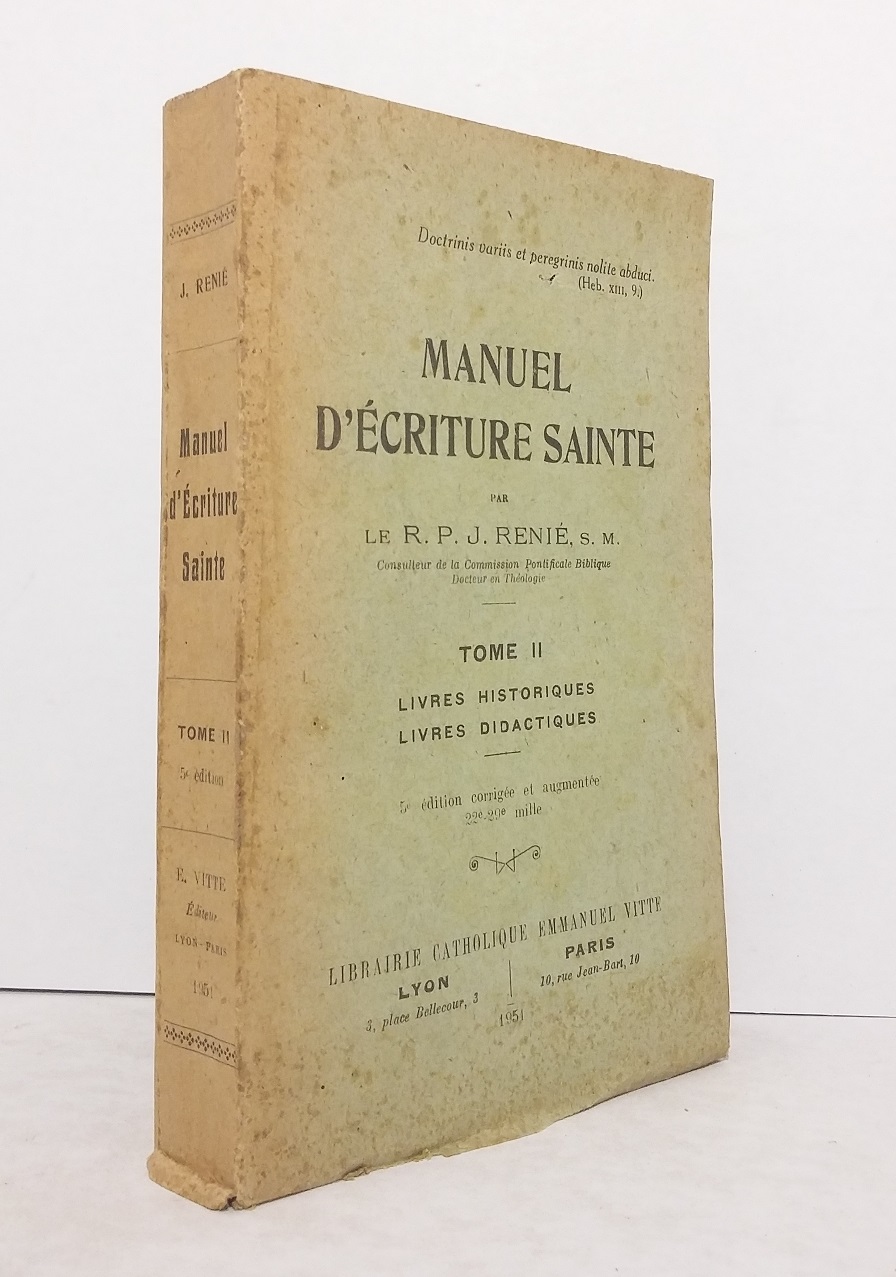 J. RENIÉ
Manuel
d'Écriture
Sainte
TOME II
5e édition
E. VITTE
Éditeur
LYON-PARIS
1951
Doctrinis variis et peregrinis nolite abduci.
(Heb. XIII, 9.)
MANUEL
D'ÉCRITURE SAINTE
PAR
LE R. P. J. RENIÉ, S. M.
Consulteur de la Commission Pontificale Biblique
Docteur en Théologie
TOME II
LIVRES HISTORIQUES
LIVRES DIDACTIQUES
5e édition corrigée et augmentée
22e-29e mille
LIBRAIRIE CATHOLIQUE EMMANUEL VITTE
LYON
3, place Bellecour, 3
PARIS
10, rue Jean-Bart, 10
1951